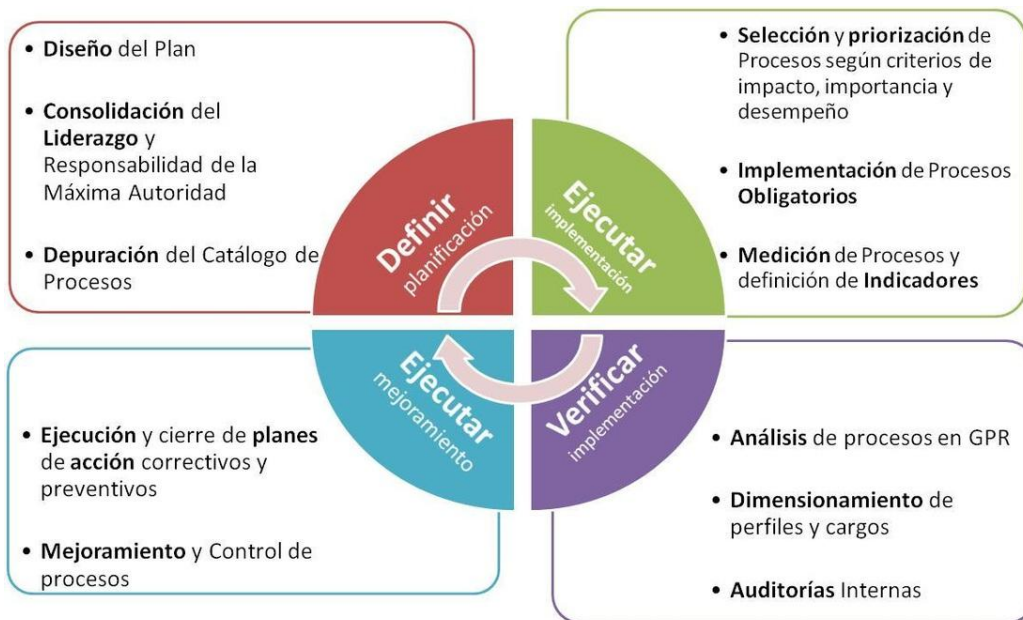 • Diseño del Plan
• Consolidación del
Liderazgo y
Responsabilidad de la
Máxima Autoridad
• Depuración del Catálogo de
Procesos
Definir
planificación
Ejecutar
implementación
• Selección y priorización de
Procesos según criterios de
impacto, importancia y
desempeño
• Implementación de Procesos
Obligatorios
• Medición de Procesos y
definición de Indicadores
• Ejecución y cierre de planes
de acción correctivos y
preventivos
• Mejoramiento y Control de
procesos
Ejecutar
mejoramiento
Verificar
implementación
• Análisis de procesos en GPR
• Dimensionamiento de
perfiles y cargos
• Auditorías Internas